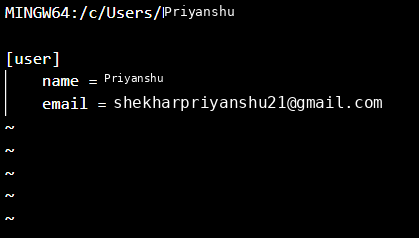 MINGW64:/c/Users/Priyanshu
[user]
name = Priyanshu
email = shekharpriyanshu21@gmail.com
~
~
~
~
~